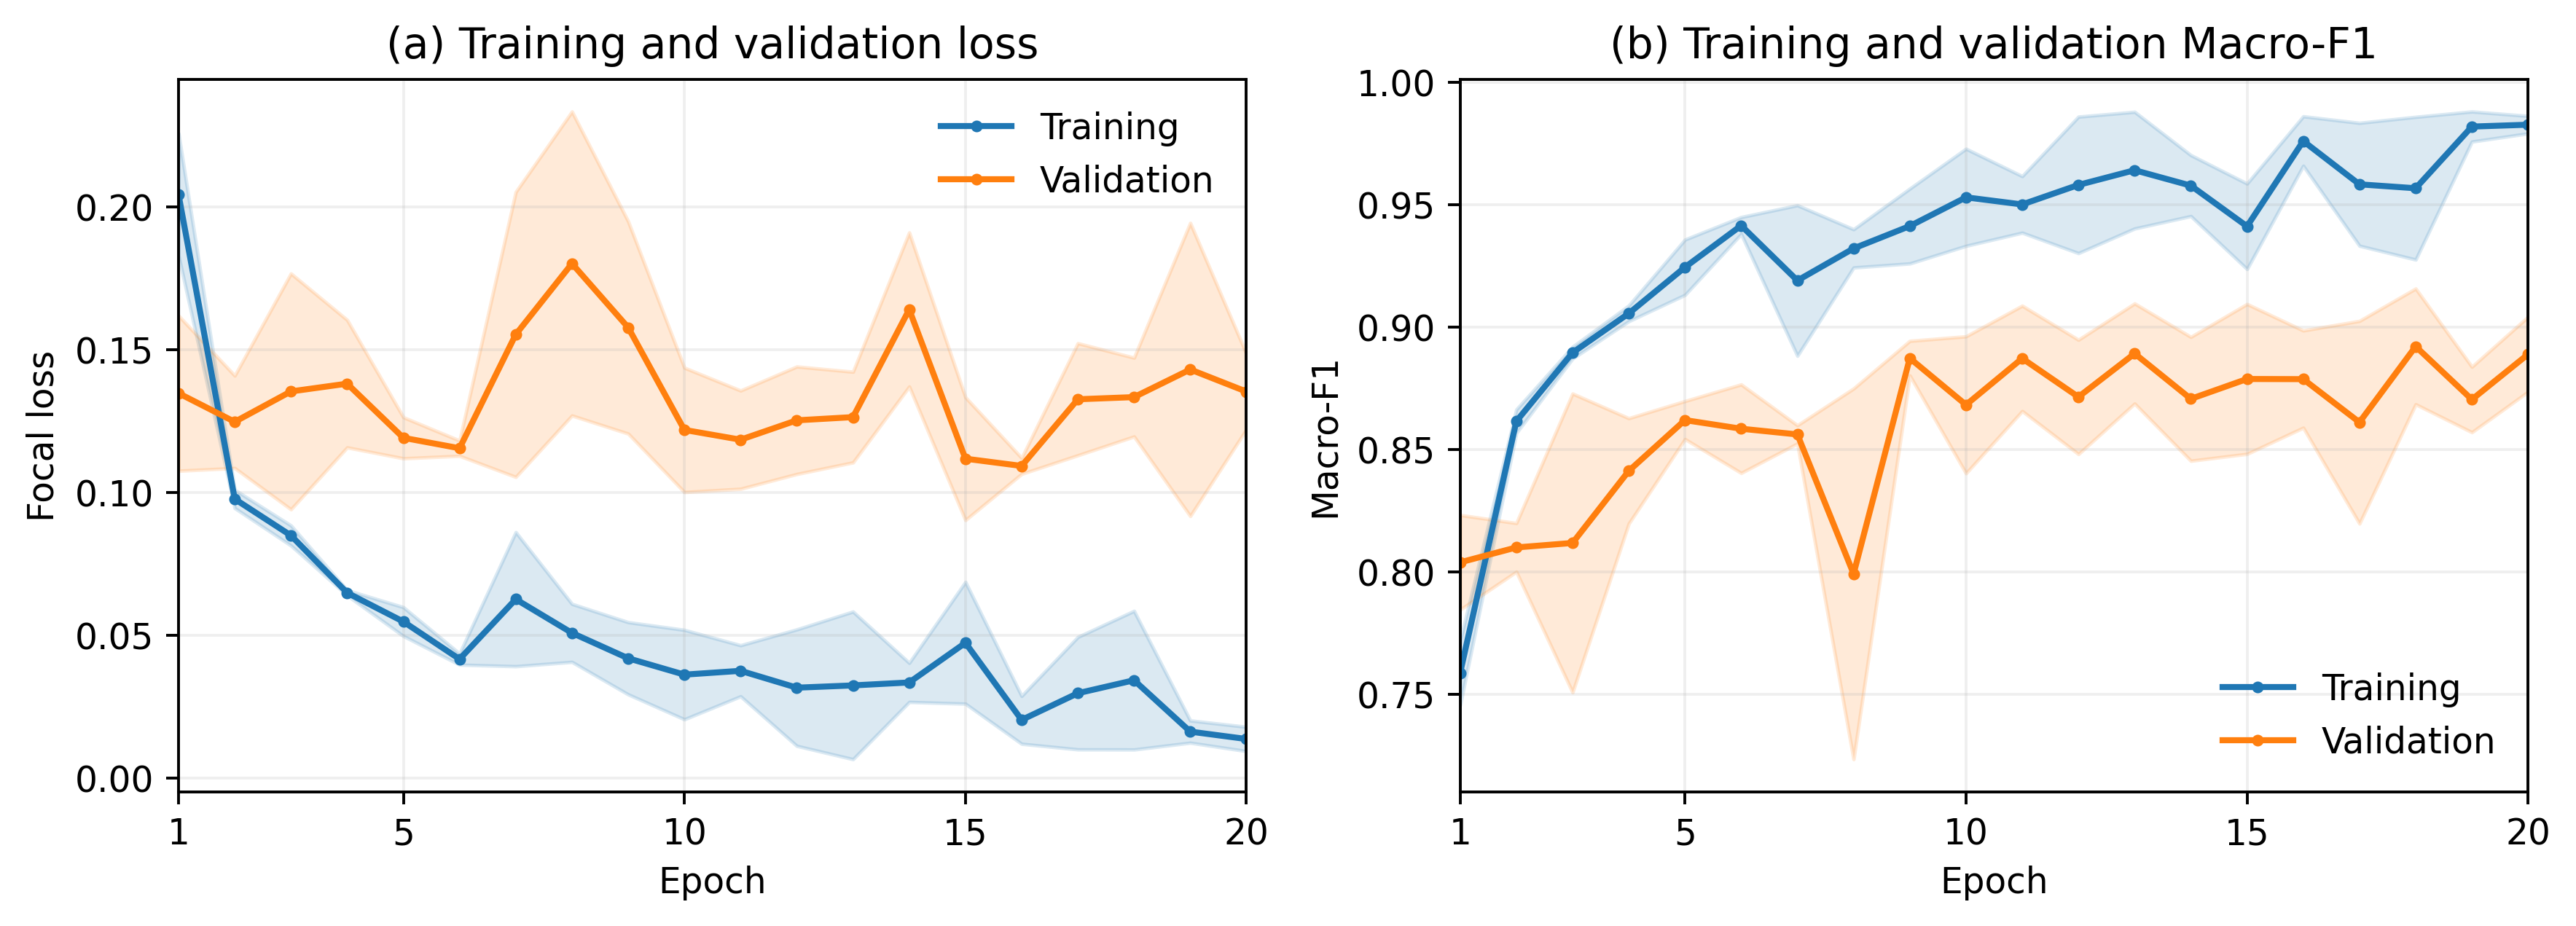 (a) Training and validation loss
Training
Validation
0.20
0.15
0.10
0.05
0.00
Focal loss
1 5 10 15 20
Epoch
(b) Training and validation Macro-F1
1.00
0.95
0.90
0.85
0.80
0.75
Macro-F1
Training
Validation
1 5 10 15 20
Epoch